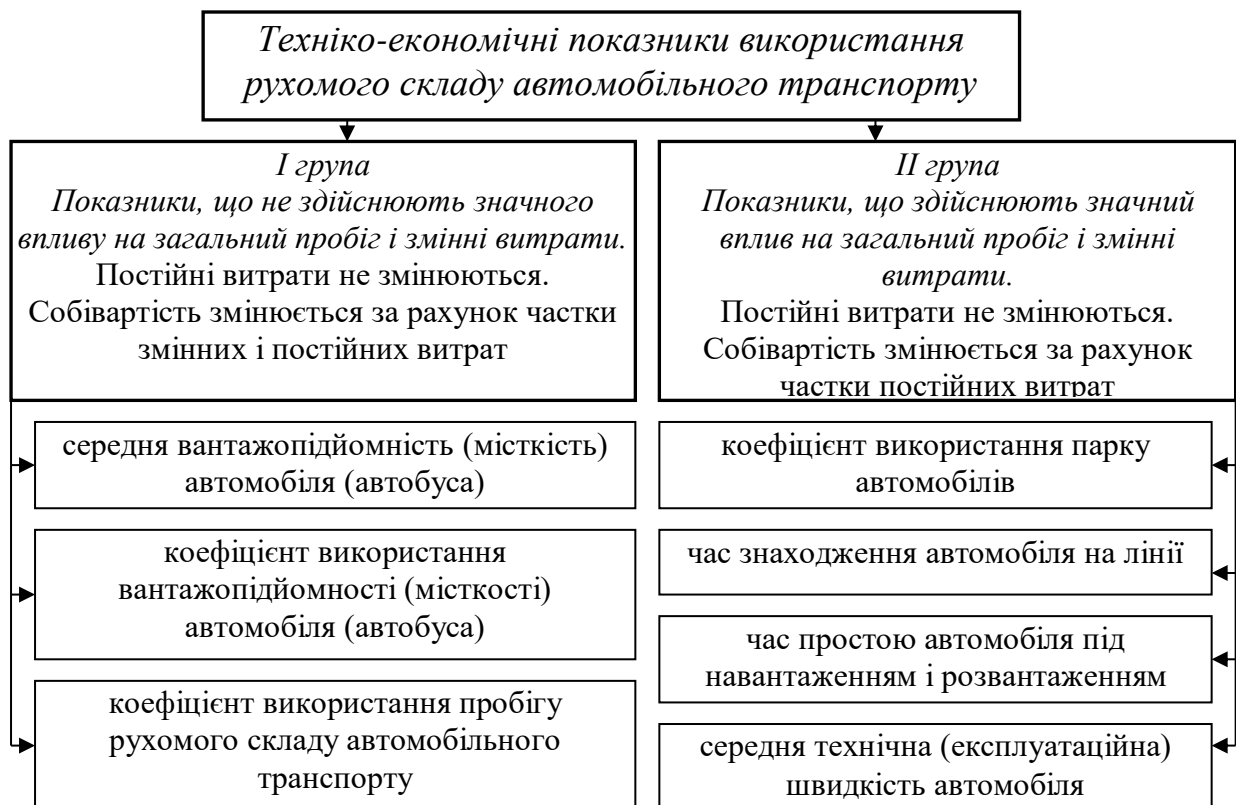 Техніко-економічні показники використання
рухомого складу автомобільного транспорту
І група
Показники, що не здійснюють значного
впливу на загальний пробіг і змінні витрати.
Постійні витрати не змінюються.
Собівартість змінюється за рахунок частки
змінних і постійних витрат
ІІ група
Показники, що здійснюють значний
вплив на загальний пробіг і змінні
витрати.
Постійні витрати не змінюються.
Собівартість змінюється за рахунок
частки постійних витрат
середня вантажопідйомність (місткість)
автомобіля (автобуса)
коефіцієнт використання
вантажопідйомності (місткості)
автомобіля (автобуса)
коефіцієнт використання пробігу
рухомого складу автомобільного
транспорту
коефіцієнт використання парку
автомобілів
час знаходження автомобіля на лінії
час простою автомобіля під
навантаженням і розвантаженням
середня технічна (експлуатаційна)
швидкість автомобіля